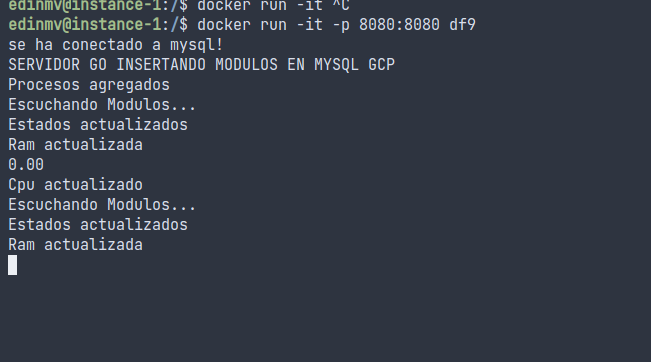 edinmv@instance-1:/$ docker run -it ^C
edinmv@instance-1:/$ docker run -it -p 8080:8080 df9
se ha conectado a mysql!
SERVIDOR GO INSERTANDO MODULOS EN MYSQL GCP
Procesos agregados
Escuchando Modulos...
Estados actualizados
Ram actualizada
0.00
Cpu actualizado
Escuchando Modulos...
Estados actualizados
Ram actualizada